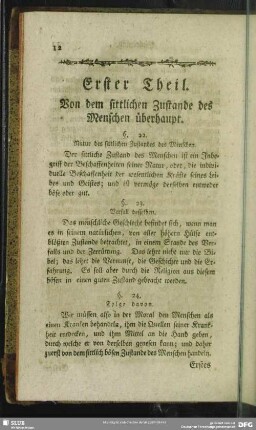 12
Erster Theil.
Von dem sittlichen Zustande des
Menschen überhaupt.
§. 22.
Natur des sittlichen Zustandes des Menschen.
Der sittliche Zustand des Menschen ist ein Inbe-
griff der Beschaffenheiten seiner Natur, oder, die indivi-
duelle Beschaffenheit der wesentlichen Kräfte seines Lei-
bes und Geistes; und ist vermöge derselben entweder
böse oder gut.
§. 23.
Verfall desselben.
Das menschliche Geschlecht befindet sich, wenn man
es in seinem natürlichen, von aller höhern Hülfe ent-
blößten Zustande betrachtet, in einem Stande des Ver-
falls und der Zerrüttung. Das lehret nicht nur die Bi-
bel; das lehrt die Vernunft, die Geschichte und die Er-
fahrung. Es soll aber durch die Religion aus diesem
bösen in einen guten Zustand gebracht werden.
§. 24.
Folge davon.
Wir müssen also in der Moral den Menschen als
einen Kranken behandeln, ihm die Quellen seiner Krank-
heit entdecken, und ihm Mittel an die Hand geben,
durch welche er von derselben genesen kann; und daher
zuerst von dem sittlich bösen Zustande des Menschen handeln.
Erstes
SLUB